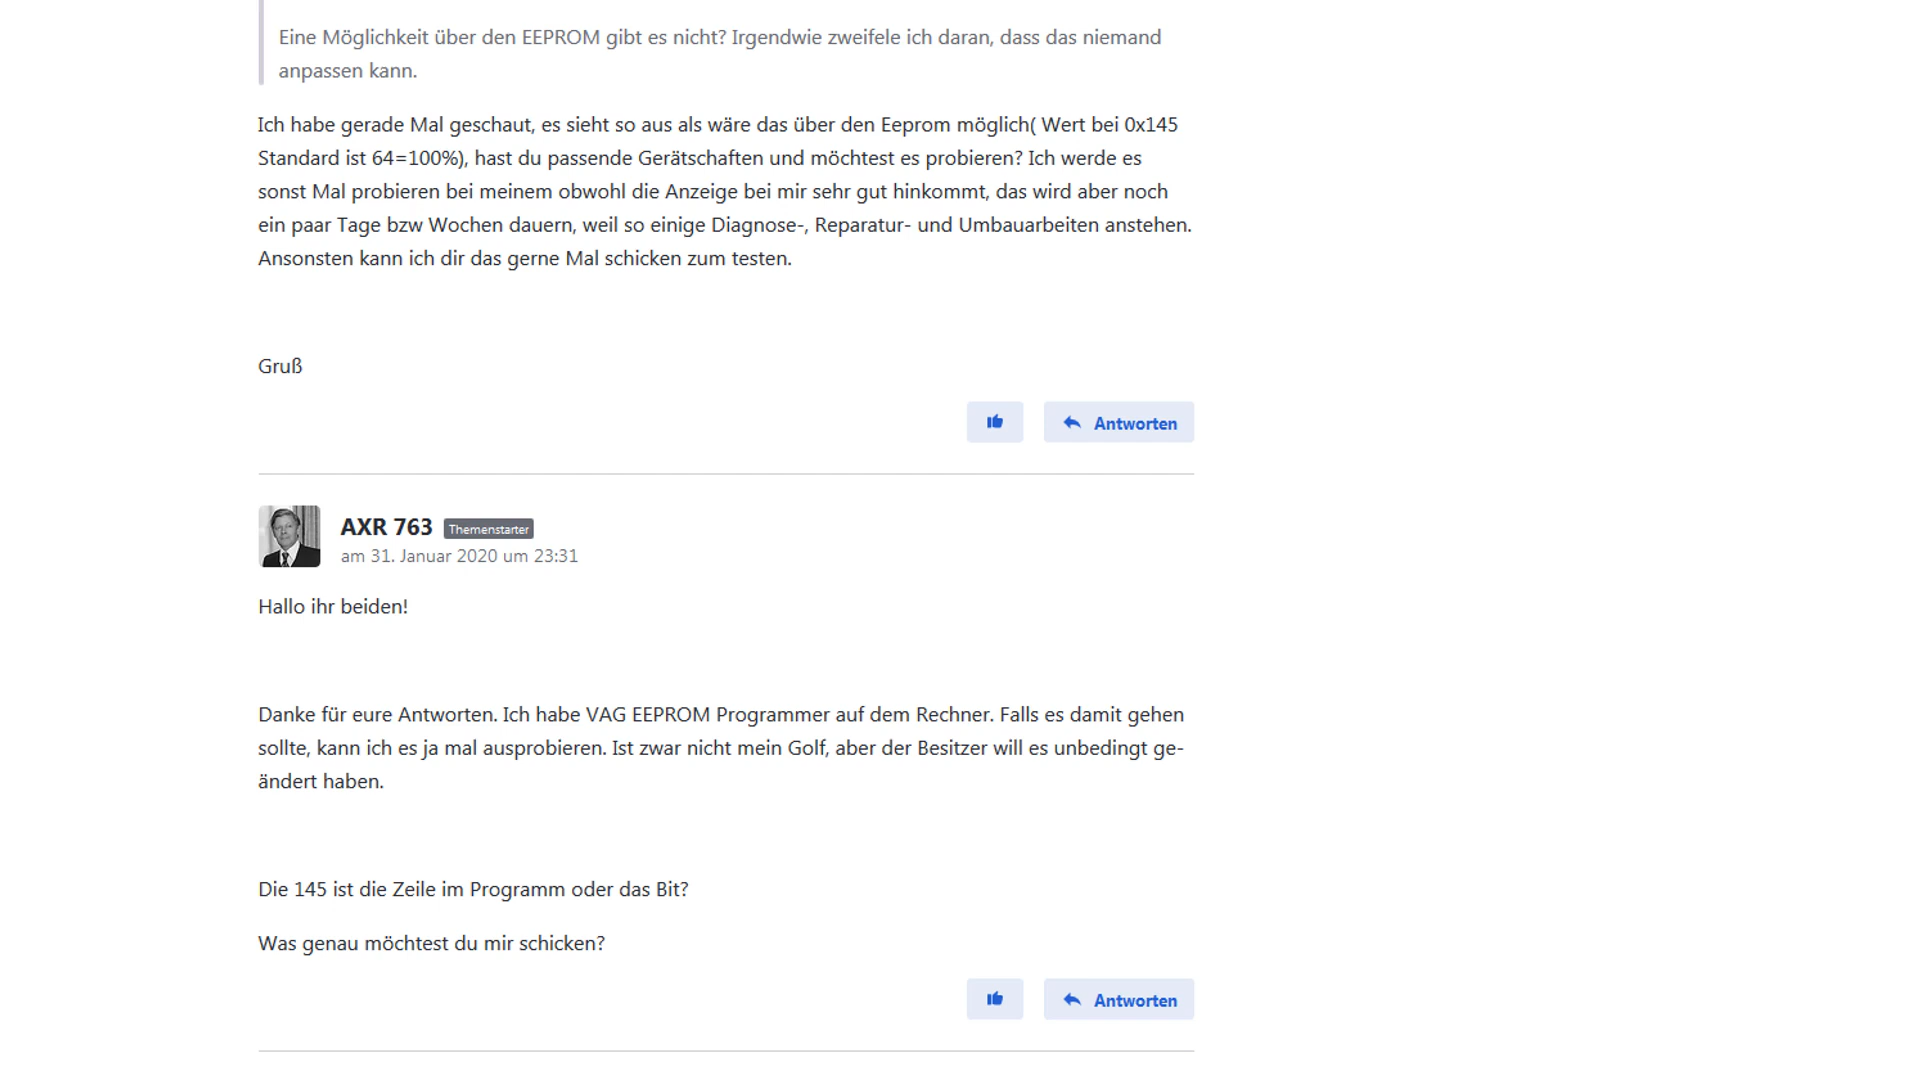 Eine Möglichkeit über den EEPROM gibt es nicht? Irgendwie zweifele ich daran, dass das niemand
anpassen kann.
Ich habe gerade Mal geschaut, es sieht so aus als wäre das über den Eeprom möglich( Wert bei 0x145
Standard ist 64=100%), hast du passende Gerätschaften und möchtest es probieren? Ich werde es
sonst Mal probieren bei meinem obwohl die Anzeige bei mir sehr gut hinkommt, das wird aber noch
ein paar Tage bzw Wochen dauern, weil so einige Diagnose-, Reparatur- und Umbauarbeiten anstehen.
Ansonsten kann ich dir das gerne Mal schicken zum testen.
Gruß
Antworten
AXR 763 Themenstarter
am 31. Januar 2020 um 23:31
Hallo ihr beiden!
Danke für eure Antworten. Ich habe VAG EEPROM Programmer auf dem Rechner. Falls es damit gehen
sollte, kann ich es ja mal ausprobieren. Ist zwar nicht mein Golf, aber der Besitzer will es unbedingt ge-
ändert haben.
Die 145 ist die Zeile im Programm oder das Bit?
Was genau möchtest du mir schicken?
Antworten